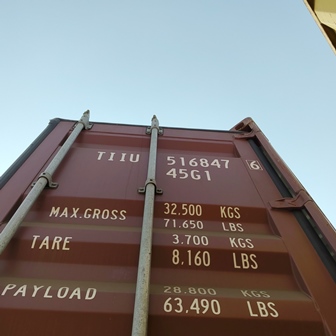 TIIU 516847 6
45G1
MAX.GROSS 32.500 KGS
71.650 LBS
TARE 3.700 KGS
8,160 LBS
PAYLOAD 28.800 KGS
63,490 LBS